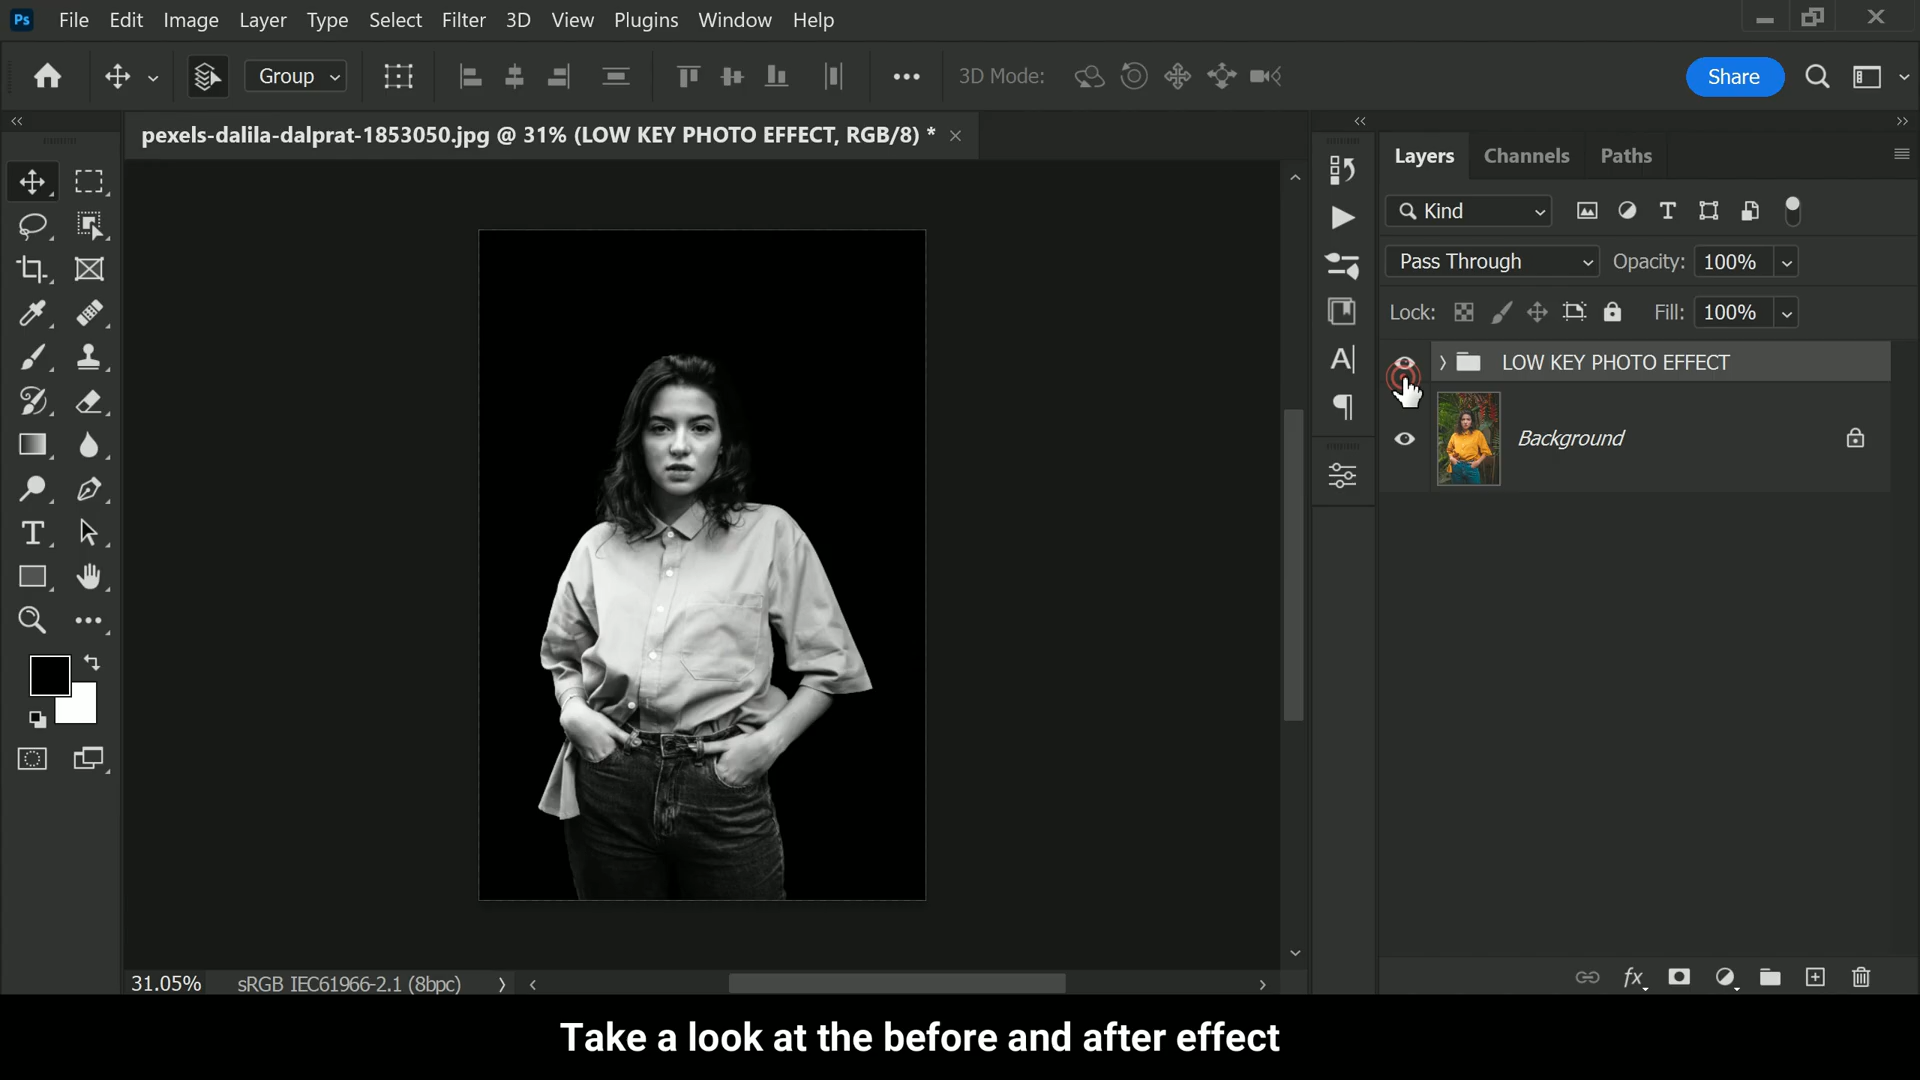 Ps File Edit Image Layer Type Select Filter 3D View Plugins Window Help
Group 3D Mode: Share
pexels-dalila-dalprat-1853050.jpg @ 31% (LOW KEY PHOTO EFFECT, RGB/8) *
Layers Channels Paths
Kind
Pass Through Opacity: 100%
Lock: Fill: 100%
LOW KEY PHOTO EFFECT
Background
31.05% sRGB IEC61966-2.1 (8bpc)
Take a look at the before and after effect